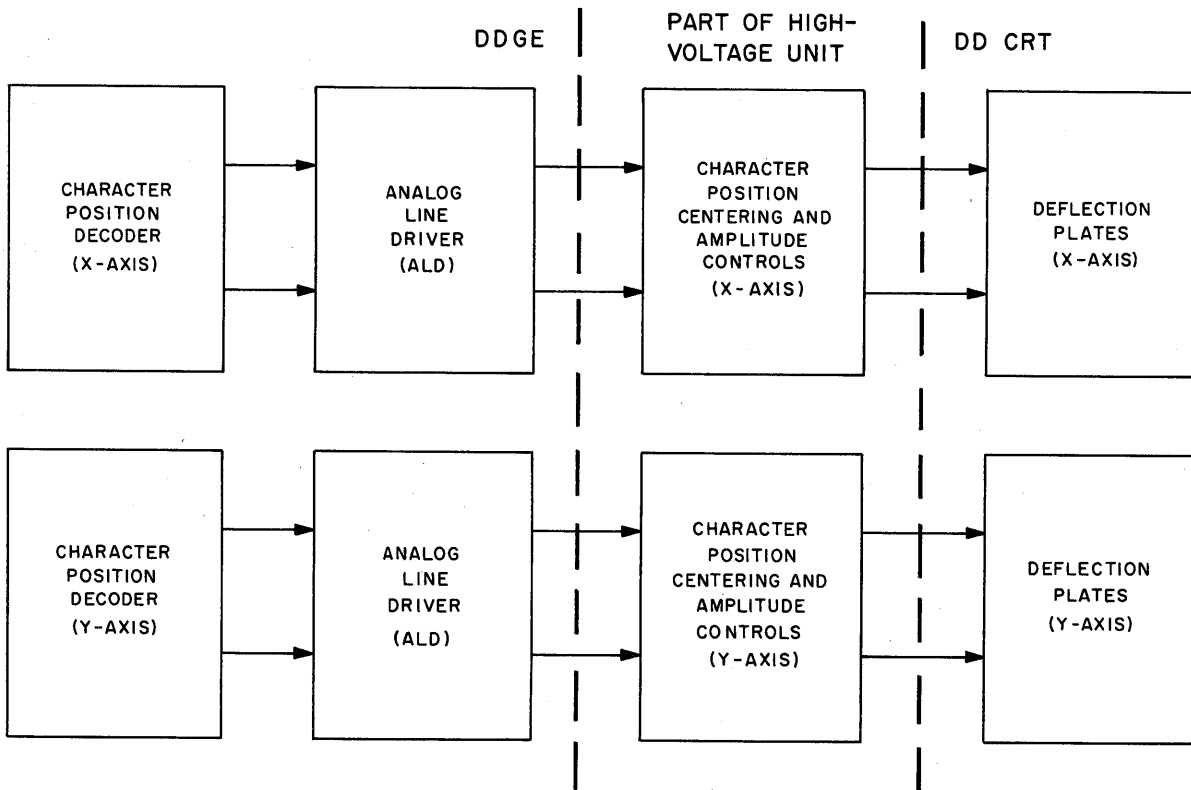 DDGE
PART OF HIGH-
VOLTAGE UNIT
DD CRT
CHARACTER
POSITION
DECODER
(X-AXIS)
ANALOG
LINE
DRIVER
(ALD)
CHARACTER
POSITION
CENTERING AND
AMPLITUDE
CONTROLS
(X-AXIS)
DEFLECTION
PLATES
(X-AXIS)
CHARACTER
POSITION
DECODER
(Y-AXIS)
ANALOG
LINE
DRIVER
(ALD)
CHARACTER
POSITION
CENTERING AND
AMPLITUDE
CONTROLS
(Y-AXIS)
DEFLECTION
PLATES
(Y-AXIS)